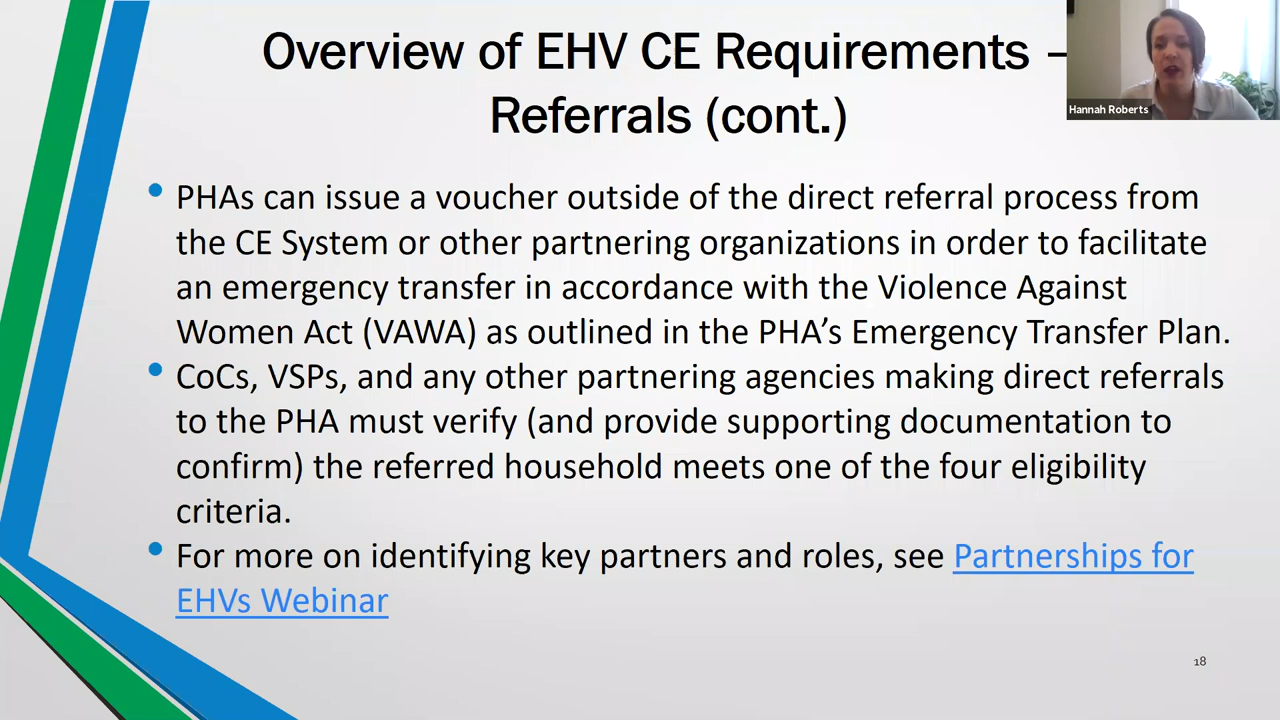 Overview of EHV CE Requirements –
Referrals (cont.)
Hannah Roberts
• PHAs can issue a voucher outside of the direct referral process from
the CE System or other partnering organizations in order to facilitate
an emergency transfer in accordance with the Violence Against
Women Act (VAWA) as outlined in the PHA’s Emergency Transfer Plan.
• CoCs, VSPs, and any other partnering agencies making direct referrals
to the PHA must verify (and provide supporting documentation to
confirm) the referred household meets one of the four eligibility
criteria.
• For more on identifying key partners and roles, see Partnerships for
EHVs Webinar
18